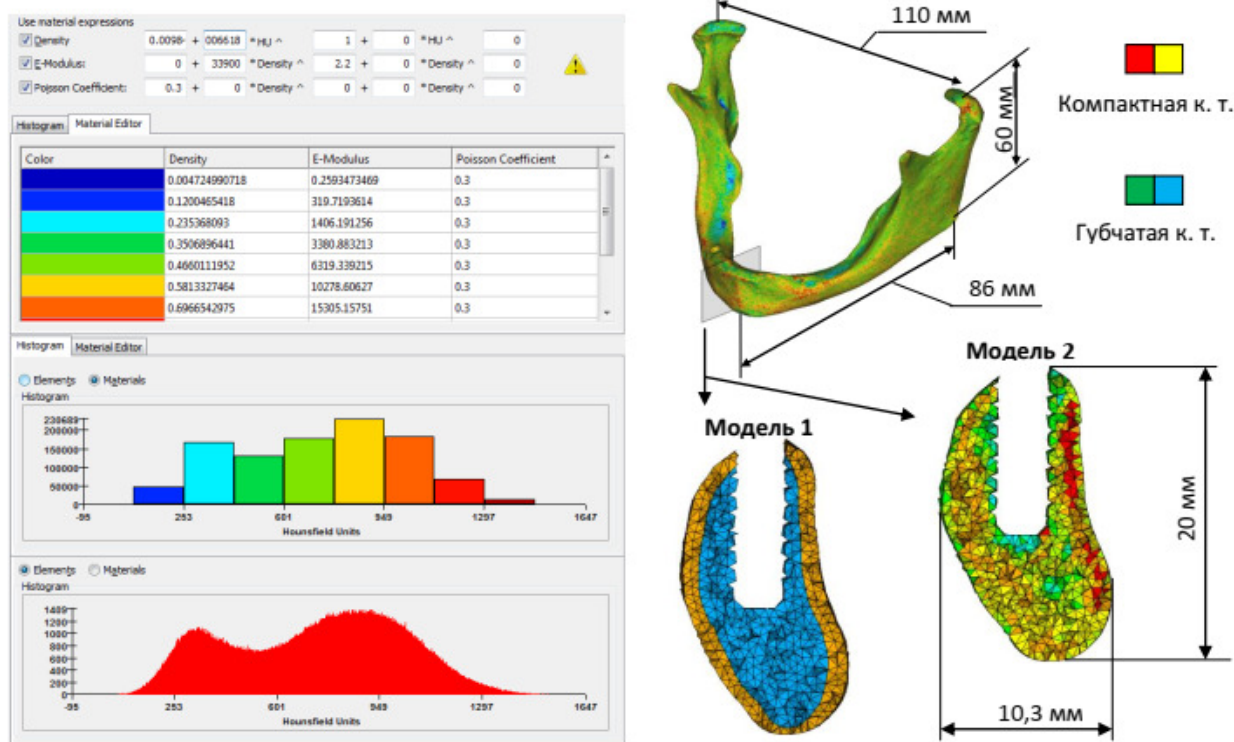 Use material expressions
Density 0.0098 + 006618 * HU ^ 1 + 0 * HU ^ 0
E-Modulus: 0 + 33900 * Density ^ 2.2 + 0 * Density ^ 0
Poisson Coefficient: 0.3 + 0 * Density ^ 0 + 0 * Density ^ 0
Histogram Material Editor
Color Density E-Modulus Poisson Coefficient
0.004724990718 0.2593473469 0.3
0.1200465418 319.7193614 0.3
0.235368093 1406.191256 0.3
0.3506896441 3380.883213 0.3
0.4660111952 6319.339215 0.3
0.5813327464 10278.60627 0.3
0.6966542975 15305.15751 0.3
Histogram Material Editor
Elements Materials
Histogram
230689
200000
150000
100000
50000
0
-95 253 601 949 1297 1647
Hounsfield Units
Elements Materials
Histogram
1409
1200
1000
800
600
400
200
0
-95 253 601 949 1297 1647
Hounsfield Units
110 мм
60 мм
86 мм
Компактная к. т.
Губчатая к. т.
Модель 1
Модель 2
20 мм
10,3 мм